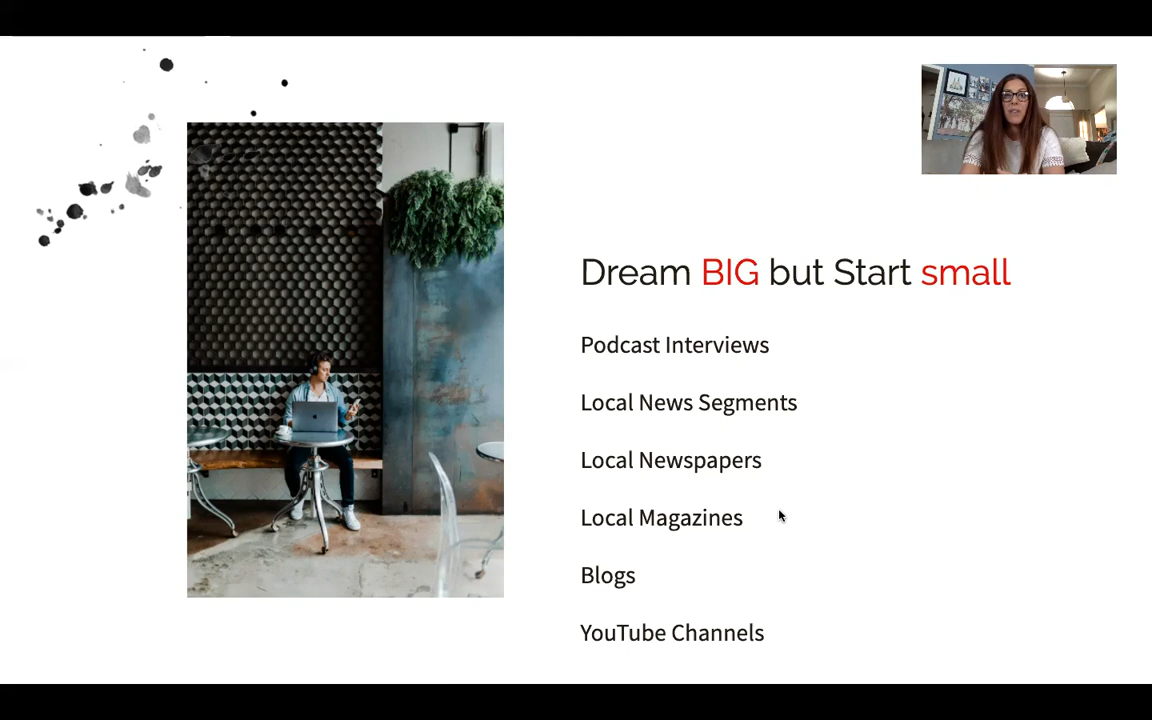 Dream BIG but Start small
Podcast Interviews
Local News Segments
Local Newspapers
Local Magazines
Blogs
YouTube Channels